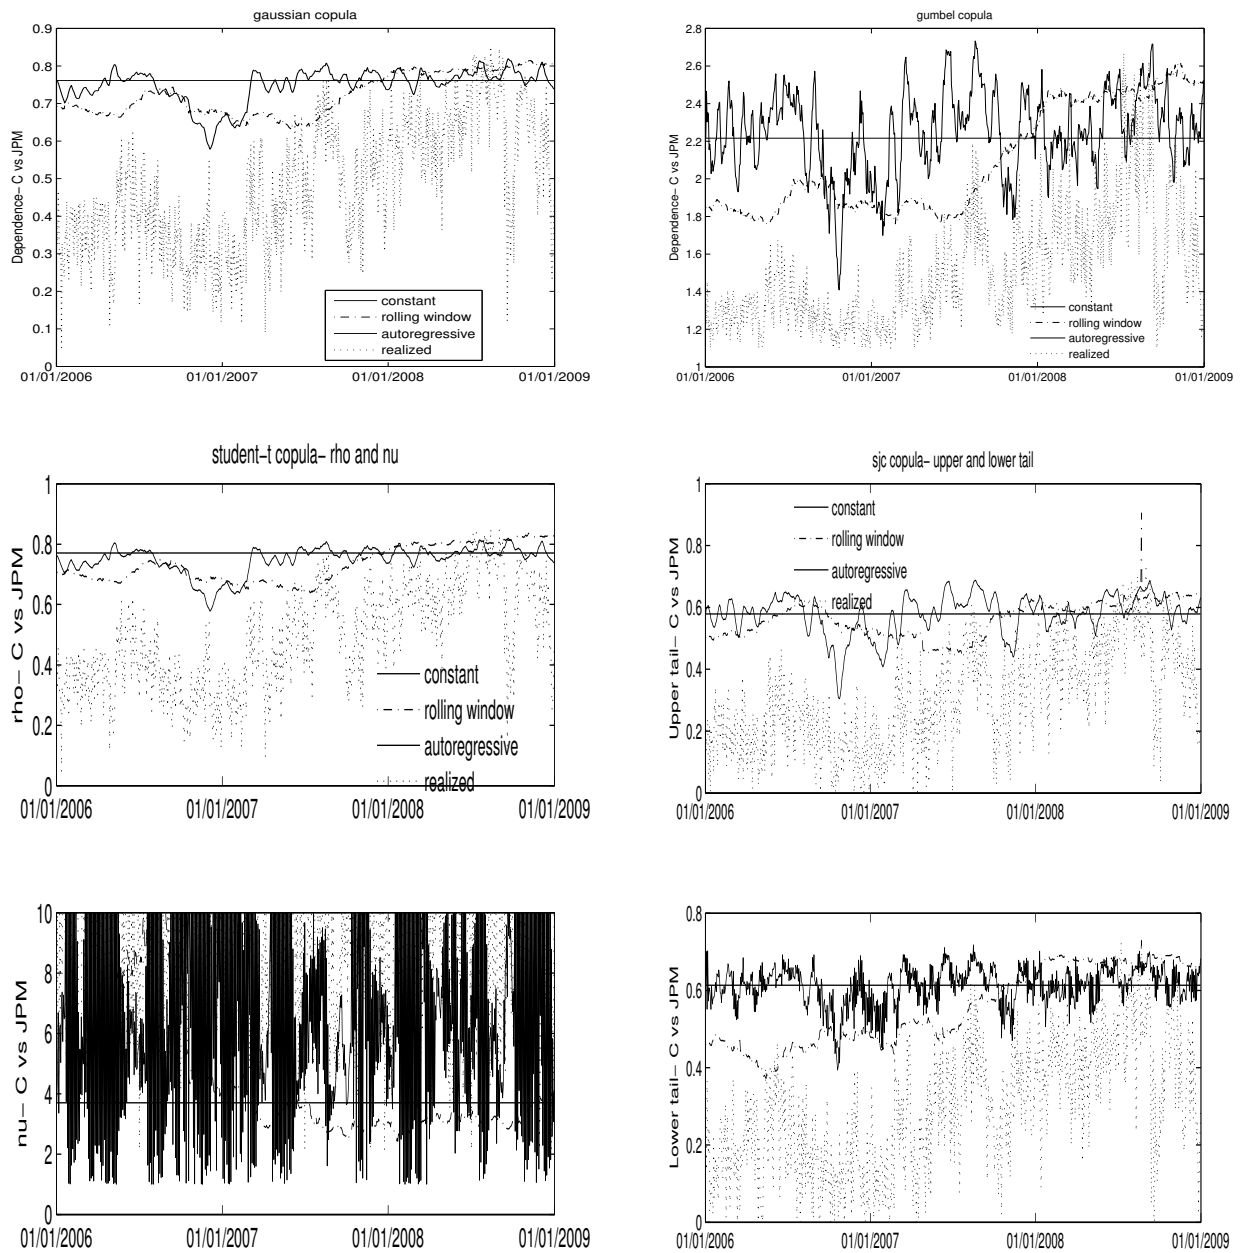 gaussian copula
Dependence– C vs JPM
0.9
0.8
0.7
0.6
0.5
0.4
0.3
0.2
0.1
0
constant
rolling window
autoregressive
realized
01/01/2006 01/01/2007 01/01/2008 01/01/2009
gumbel copula
Dependence– C vs JPM
2.8
2.6
2.4
2.2
2
1.8
1.6
1.4
1.2
1
constant
rolling window
autoregressive
realized
01/01/2006 01/01/2007 01/01/2008 01/01/2009
student–t copula– rho and nu
rho– C vs JPM
1
0.8
0.6
0.4
0.2
0
constant
rolling window
autoregressive
realized
01/01/2006 01/01/2007 01/01/2008 01/01/2009
sjc copula– upper and lower tail
Upper tail– C vs JPM
1
0.8
0.6
0.4
0.2
0
constant
rolling window
autoregressive
realized
01/01/2006 01/01/2007 01/01/2008 01/01/2009
nu– C vs JPM
10
8
6
4
2
0
01/01/2006 01/01/2007 01/01/2008 01/01/2009
Lower tail– C vs JPM
0.8
0.6
0.4
0.2
0
01/01/2006 01/01/2007 01/01/2008 01/01/2009